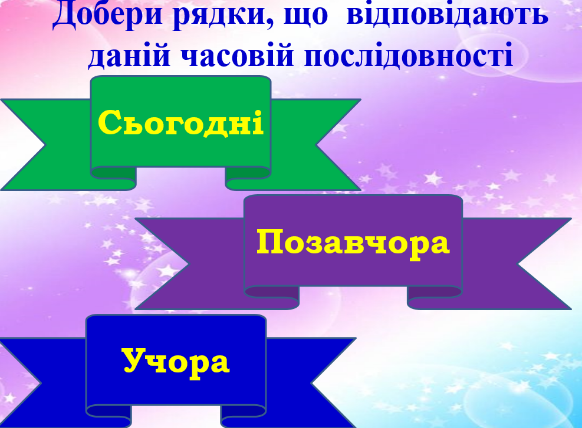 Добери рядки, що відповідають
даній часовій послідовності
Сьогодні
Позавчора
Учора